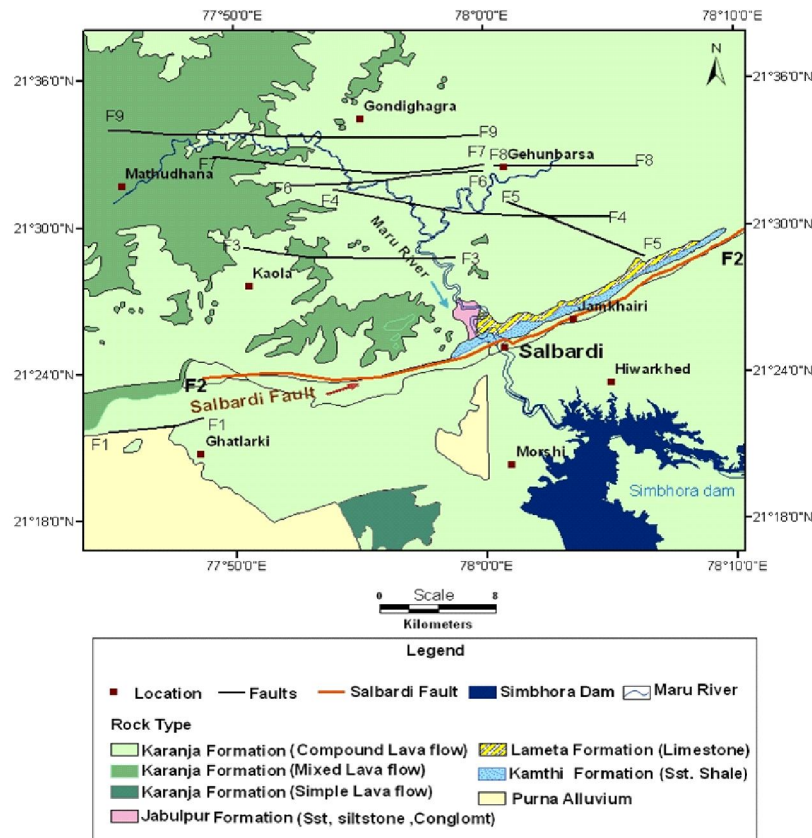 77°50'0"E 78°0'0"E 78°10'0"E
N
21°36'0"N 21°36'0"N
Gondighagra
F9 F9
F7 F8 Gehunbarsa F8
F7
Mathudhana F6 F6
F4 F5 F4
21°30'0"N 21°30'0"N
Maru River
F3 F3 F5
F2
Kaola
Jamkhairi
Salbardi
21°24'0"N 21°24'0"N
F2 Hiwarkhed
Salbardi Fault
F1 F1
Ghatlarki
Morshi
Simbhora dam
21°18'0"N 21°18'0"N
77°50'0"E 78°0'0"E 78°10'0"E
Scale
0 8
Kilometers
Legend
Location Faults Salbardi Fault Simbhora Dam Maru River
Rock Type
Karanja Formation (Compound Lava flow) Lameta Formation (Limestone)
Karanja Formation (Mixed Lava flow) Kamthi Formation (Sst. Shale)
Karanja Formation (Simple Lava flow) Purna Alluvium
Jabulpur Formation (Sst, siltstone ,Conglomt)